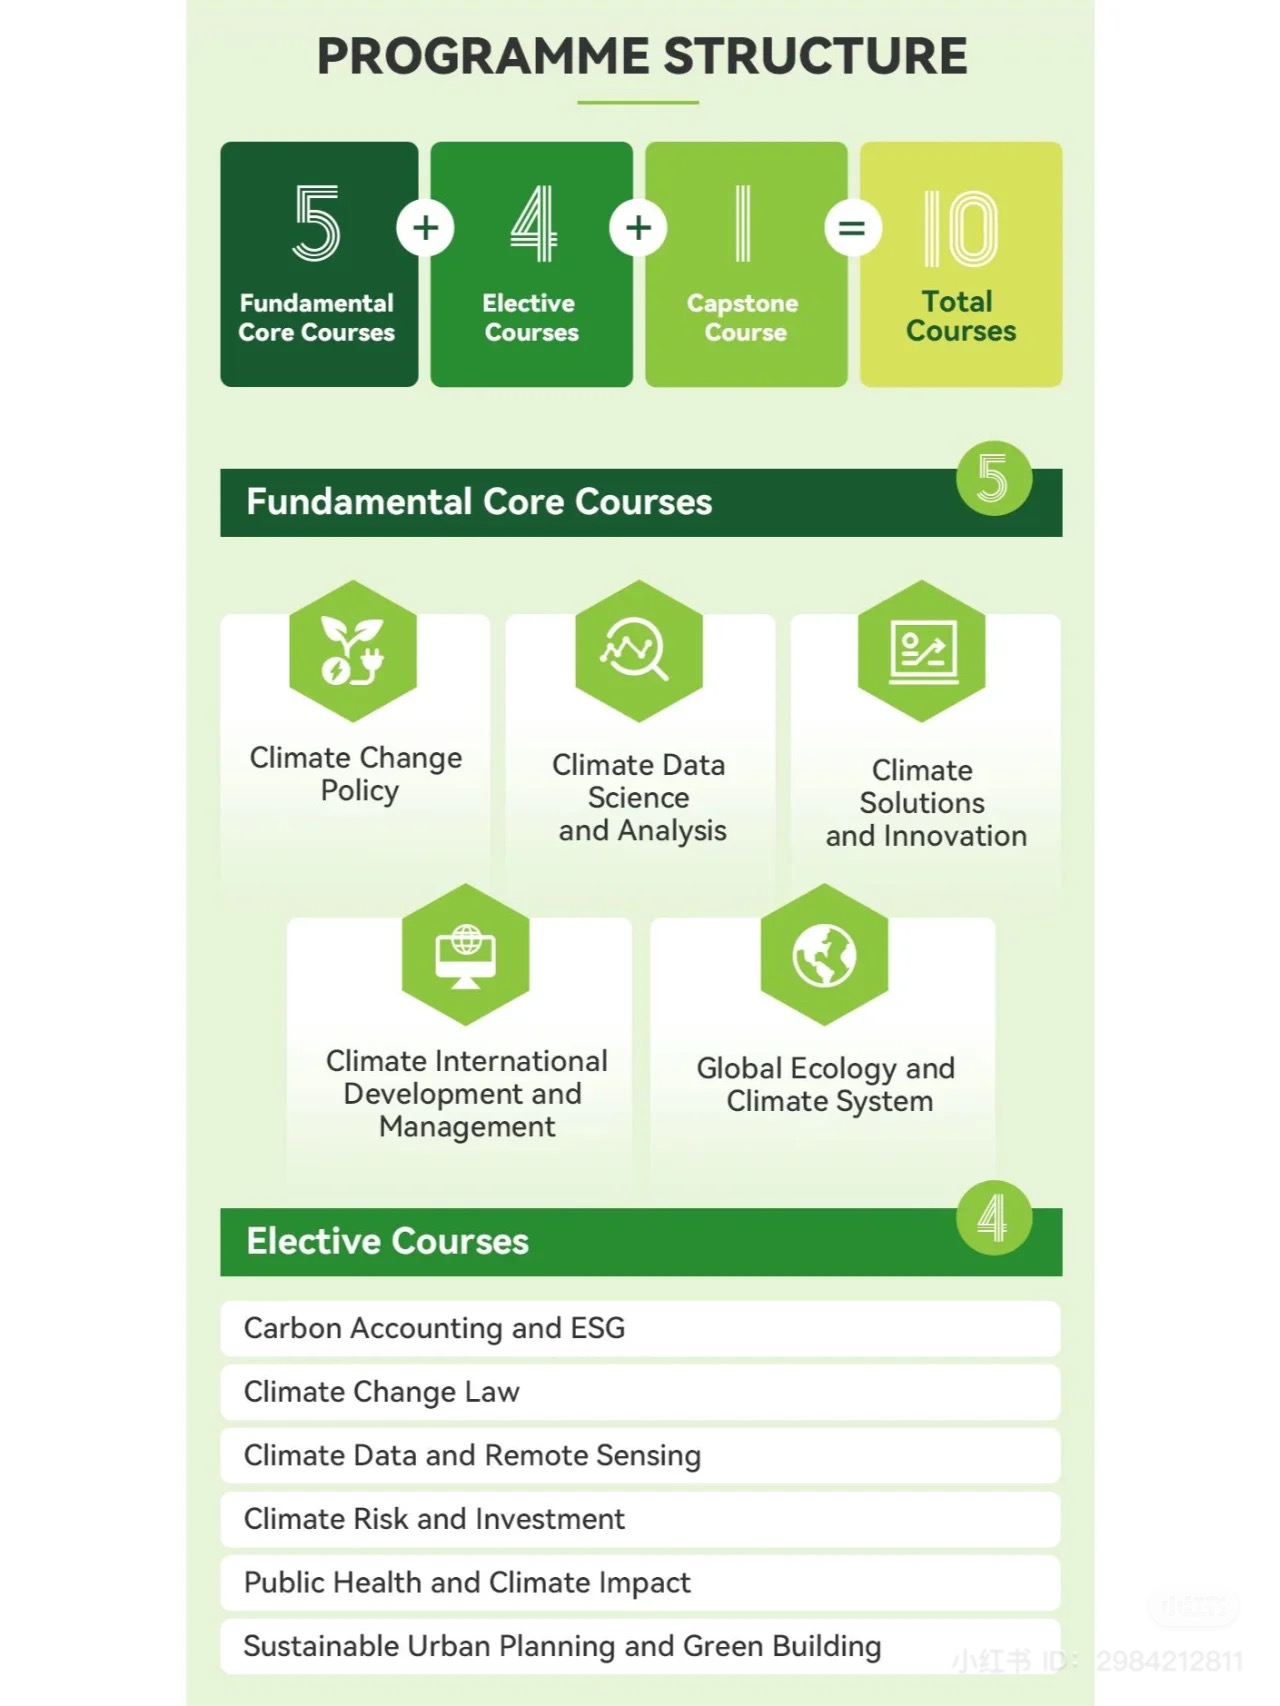 PROGRAMME STRUCTURE
5 + 4 + 1 = 10
Fundamental
Core Courses
Elective
Courses
Capstone
Course
Total
Courses
Fundamental Core Courses
5
Climate Change
Policy
Climate Data
Science
and Analysis
Climate
Solutions
and Innovation
Climate International
Development and
Management
Global Ecology and
Climate System
Elective Courses
4
Carbon Accounting and ESG
Climate Change Law
Climate Data and Remote Sensing
Climate Risk and Investment
Public Health and Climate Impact
Sustainable Urban Planning and Green Building
小红书 ID: 2984212811